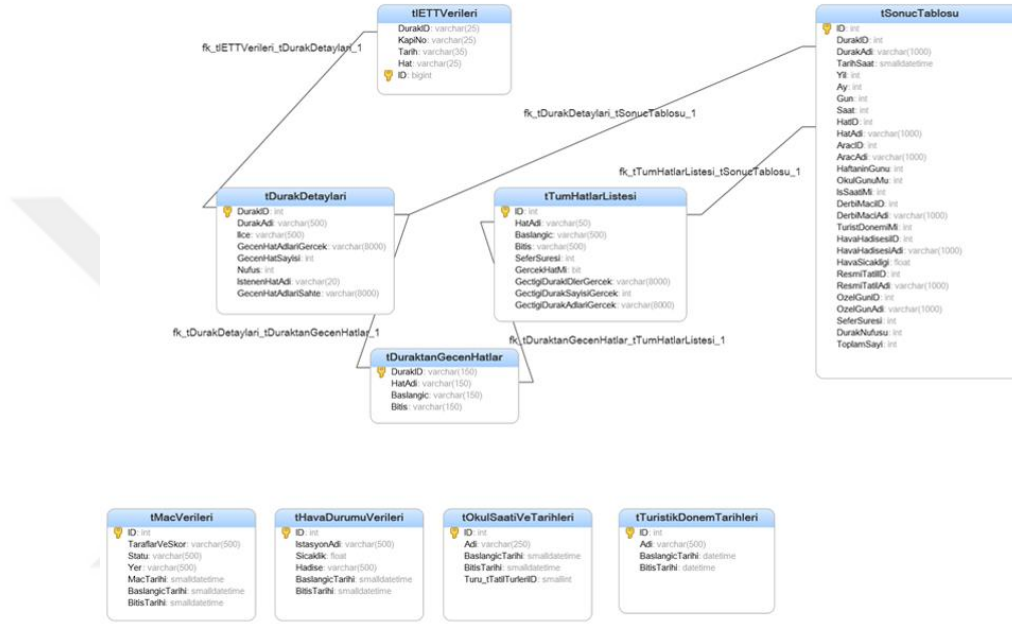 tIETTVerileri
DurakID: varchar(25)
KapiNo: varchar(25)
Tarih: varchar(35)
Hat: varchar(25)
ID: bigint
tSonucTablosu
ID: int
DurakID: int
DurakAdi: varchar(1000)
TarihSaat: smalldatetime
Yil: int
Ay: int
Gun: int
Saat: int
HatID: int
HatAdi: varchar(1000)
AracID: int
AracAdi: varchar(1000)
HaftaninGunu: int
OkulGunuMu: int
IsSaatiMi: int
DerbiMaciID: int
DerbiMaciAdi: varchar(1000)
TuristDonemiMi: int
HavaHadisesiID: int
HavaHadisesiAdi: varchar(1000)
HavaSicakligi: float
ResmiTatilID: int
ResmiTatilAdi: varchar(1000)
OzelGunID: int
OzelGunAdi: varchar(1000)
SeferSuresi: int
DurakNufusu: int
ToplamSayi: int
fk_tIETTVerileri_tDurakDetaylari_1
fk_tDurakDetaylari_tSonucTablosu_1
fk_tTumHatlarListesi_tSonucTablosu_1
tDurakDetaylari
DurakID: int
DurakAdi: varchar(500)
Ilce: varchar(500)
GecenHatAdlariGercek: varchar(8000)
GecenHatSayisi: int
Nufus: int
IstenenHatAdi: varchar(20)
GecenHatAdlariSahte: varchar(8000)
tTumHatlarListesi
ID: int
HatAdi: varchar(50)
Baslangic: varchar(500)
Bitis: varchar(500)
SeferSuresi: int
GercekHatMi: bit
GectigiDurakIDlerGercek: varchar(8000)
GectigiDurakSayisiGercek: int
GectigiDurakAdlariGercek: varchar(8000)
fk_tDurakDetaylari_tDuraktanGecenHatlar_1
fk_tDuraktanGecenHatlar_tTumHatlarListesi_1
tDuraktanGecenHatlar
DurakID: varchar(150)
HatAdi: varchar(150)
Baslangic: varchar(150)
Bitis: varchar(150)
tMacVerileri
ID: int
TaraflarVeSkor: varchar(500)
Statu: varchar(500)
Yer: varchar(500)
MacTarihi: smalldatetime
BaslangicTarihi: smalldatetime
BitisTarihi: smalldatetime
tHavaDurumuVerileri
ID: int
IstasyonAdi: varchar(500)
Sicaklik: float
Hadise: varchar(500)
BaslangicTarihi: smalldatetime
BitisTarihi: smalldatetime
tOkulSaatiVeTarihleri
ID: int
Adi: varchar(250)
BaslangicTarihi: smalldatetime
BitisTarihi: smalldatetime
Turu_tTatilTurleriID: smallint
tTuristikDonemTarihleri
ID: int
Adi: varchar(500)
BaslangicTarihi: datetime
BitisTarihi: datetime